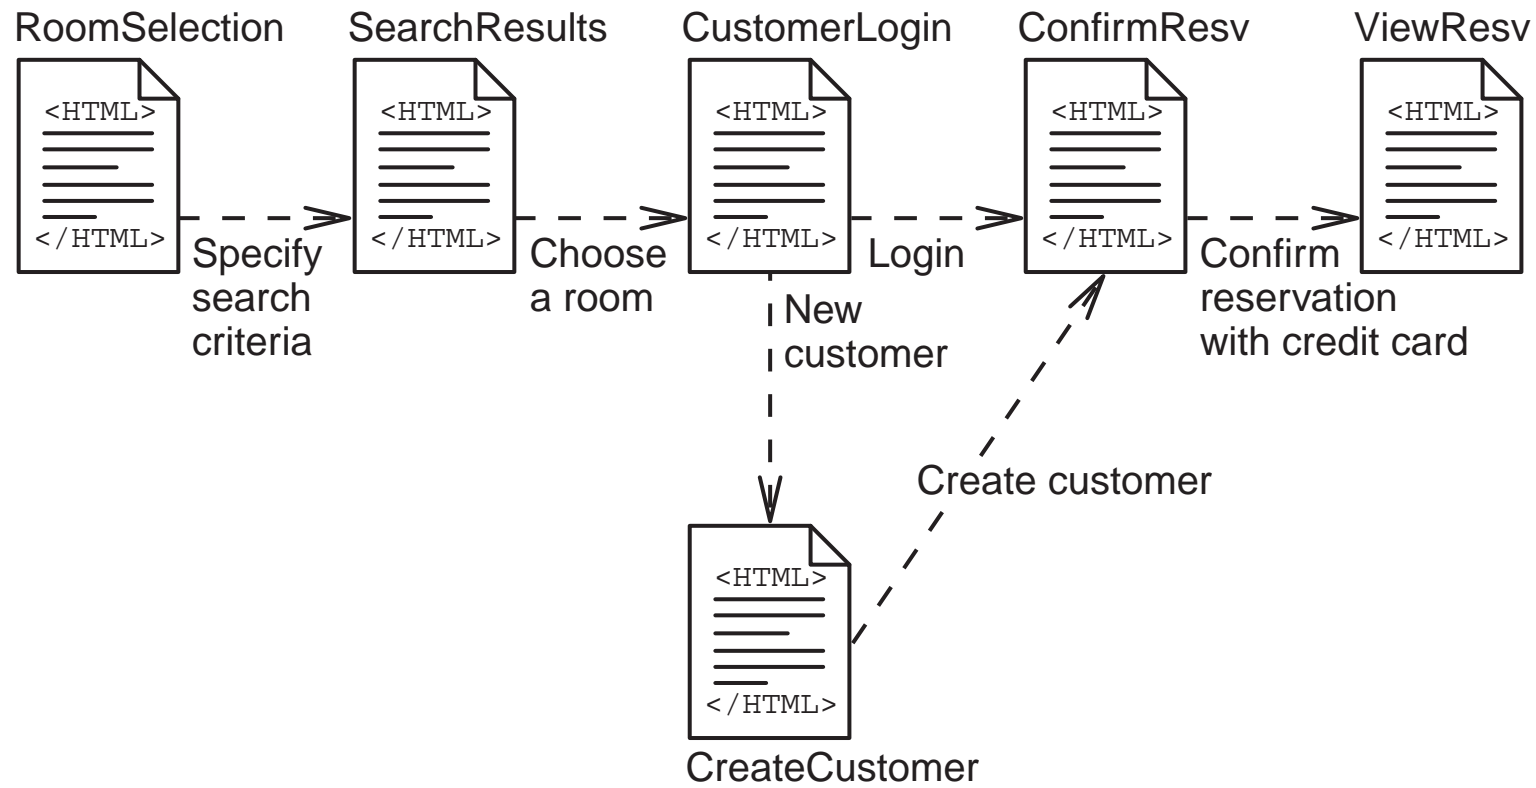 RoomSelection
SearchResults
CustomerLogin
ConfirmResv
ViewResv
<HTML>
</HTML>
<HTML>
</HTML>
<HTML>
</HTML>
<HTML>
</HTML>
<HTML>
</HTML>
Specify
search
criteria
Choose
a room
Login
Confirm
reservation
with credit card
New
customer
Create customer
<HTML>
</HTML>
CreateCustomer